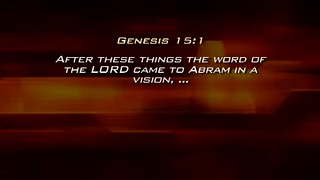 Genesis 15:1
After these things the word of
the LORD came to Abram in a
vision, ...